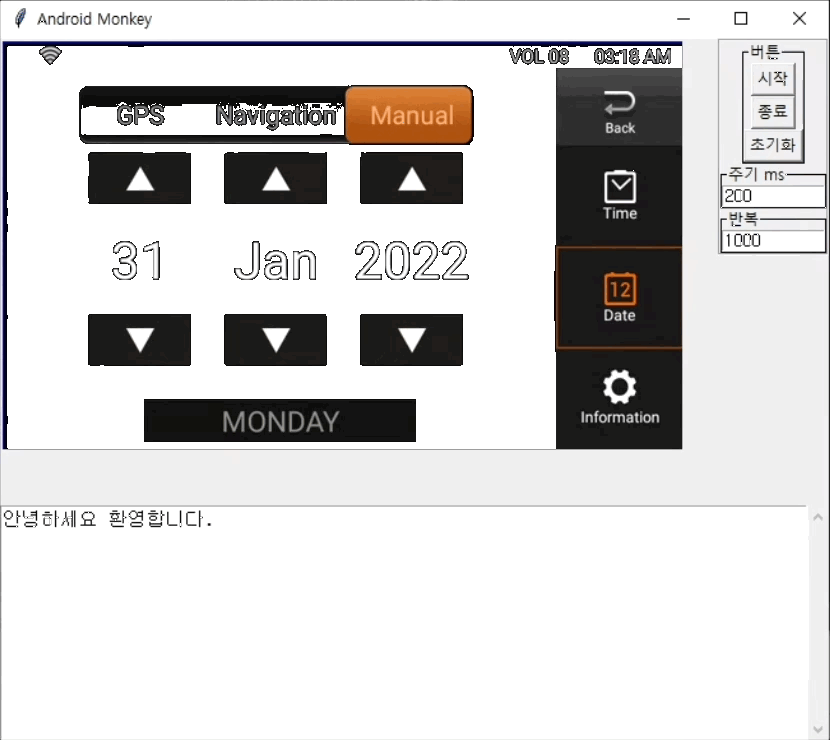 Android Monkey
VOL 08 03:18 AM
GPS Navigation Manual
31 Jan 2022
MONDAY
Back
Time
12
Date
Information
버튼
시작
종료
초기화
주기 ms
200
반복
1000
안녕하세요 환영합니다.